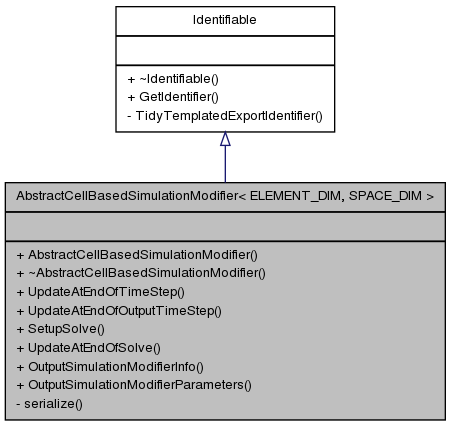 Identifiable
+ ~Identifiable()
+ GetIdentifier()
- TidyTemplatedExportIdentifier()
AbstractCellBasedSimulationModifier< ELEMENT_DIM, SPACE_DIM >
+ AbstractCellBasedSimulationModifier()
+ ~AbstractCellBasedSimulationModifier()
+ UpdateAtEndOfTimeStep()
+ UpdateAtEndOfOutputTimeStep()
+ SetupSolve()
+ UpdateAtEndOfSolve()
+ OutputSimulationModifierInfo()
+ OutputSimulationModifierParameters()
- serialize()